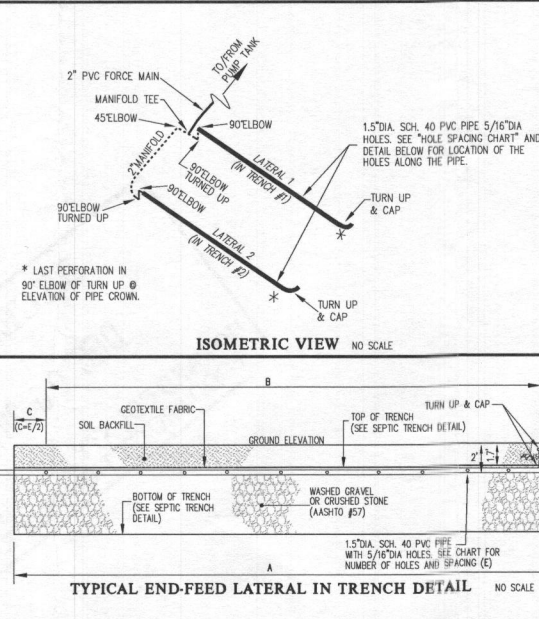 TO/FROM
PUMP TANK
2" PVC FORCE MAIN
MANIFOLD TEE
45°ELBOW
90°ELBOW
2"MANIFOLD
90°ELBOW
TURNED UP
LATERAL 1
(IN TRENCH #1)
1.5"DIA. SCH. 40 PVC PIPE 5/16"DIA
HOLES. SEE "HOLE SPACING CHART" AND
DETAIL BELOW FOR LOCATION OF THE
HOLES ALONG THE PIPE.
TURN UP
& CAP
*
90°ELBOW
TURNED UP
90°ELBOW
LATERAL 2
(IN TRENCH #2)
*
TURN UP
& CAP
* LAST PERFORATION IN
90° ELBOW OF TURN UP @
ELEVATION OF PIPE CROWN.
ISOMETRIC VIEW NO SCALE
B
C
(C=E/2)
GEOTEXTILE FABRIC
SOIL BACKFILL
GROUND ELEVATION
TOP OF TRENCH
(SEE SEPTIC TRENCH DETAIL)
TURN UP & CAP
2'
1.7'
BOTTOM OF TRENCH
(SEE SEPTIC TRENCH
DETAIL)
WASHED GRAVEL
OR CRUSHED STONE
(AASHTO #57)
1.5"DIA. SCH. 40 PVC PIPE
WITH 5/16"DIA HOLES. SEE CHART FOR
NUMBER OF HOLES AND SPACING (E)
A
TYPICAL END-FEED LATERAL IN TRENCH DETAIL NO SCALE